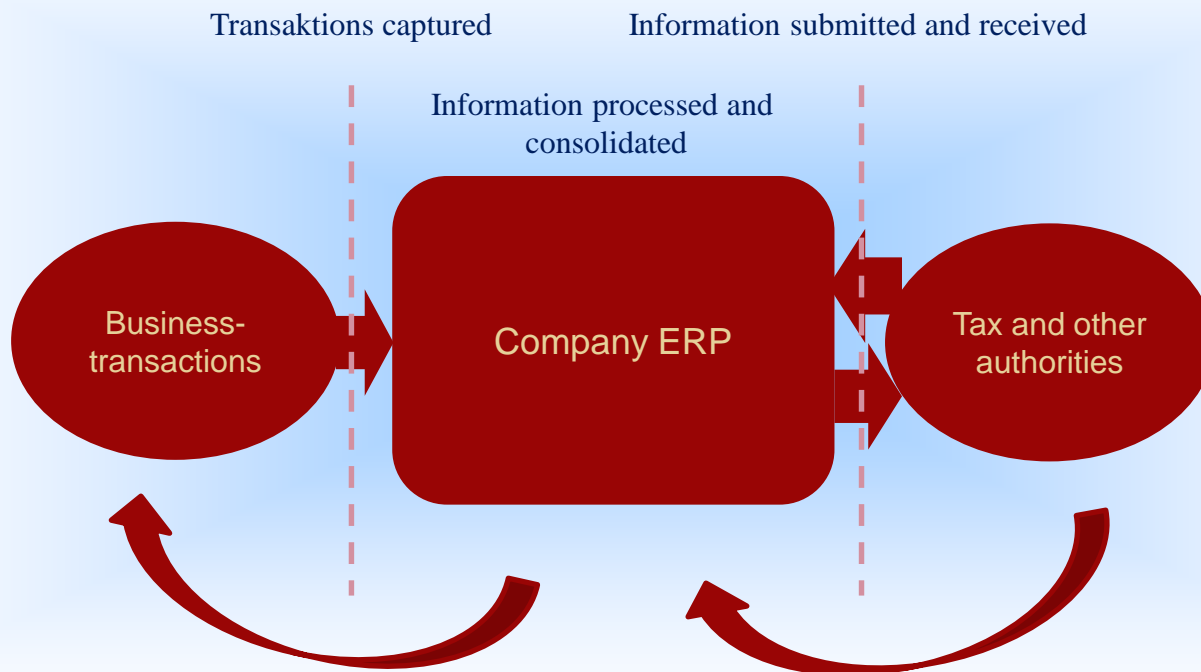 Transaktions captured
Information submitted and received
Information processed and
consolidated
Business-
transactions
Company ERP
Tax and other
authorities